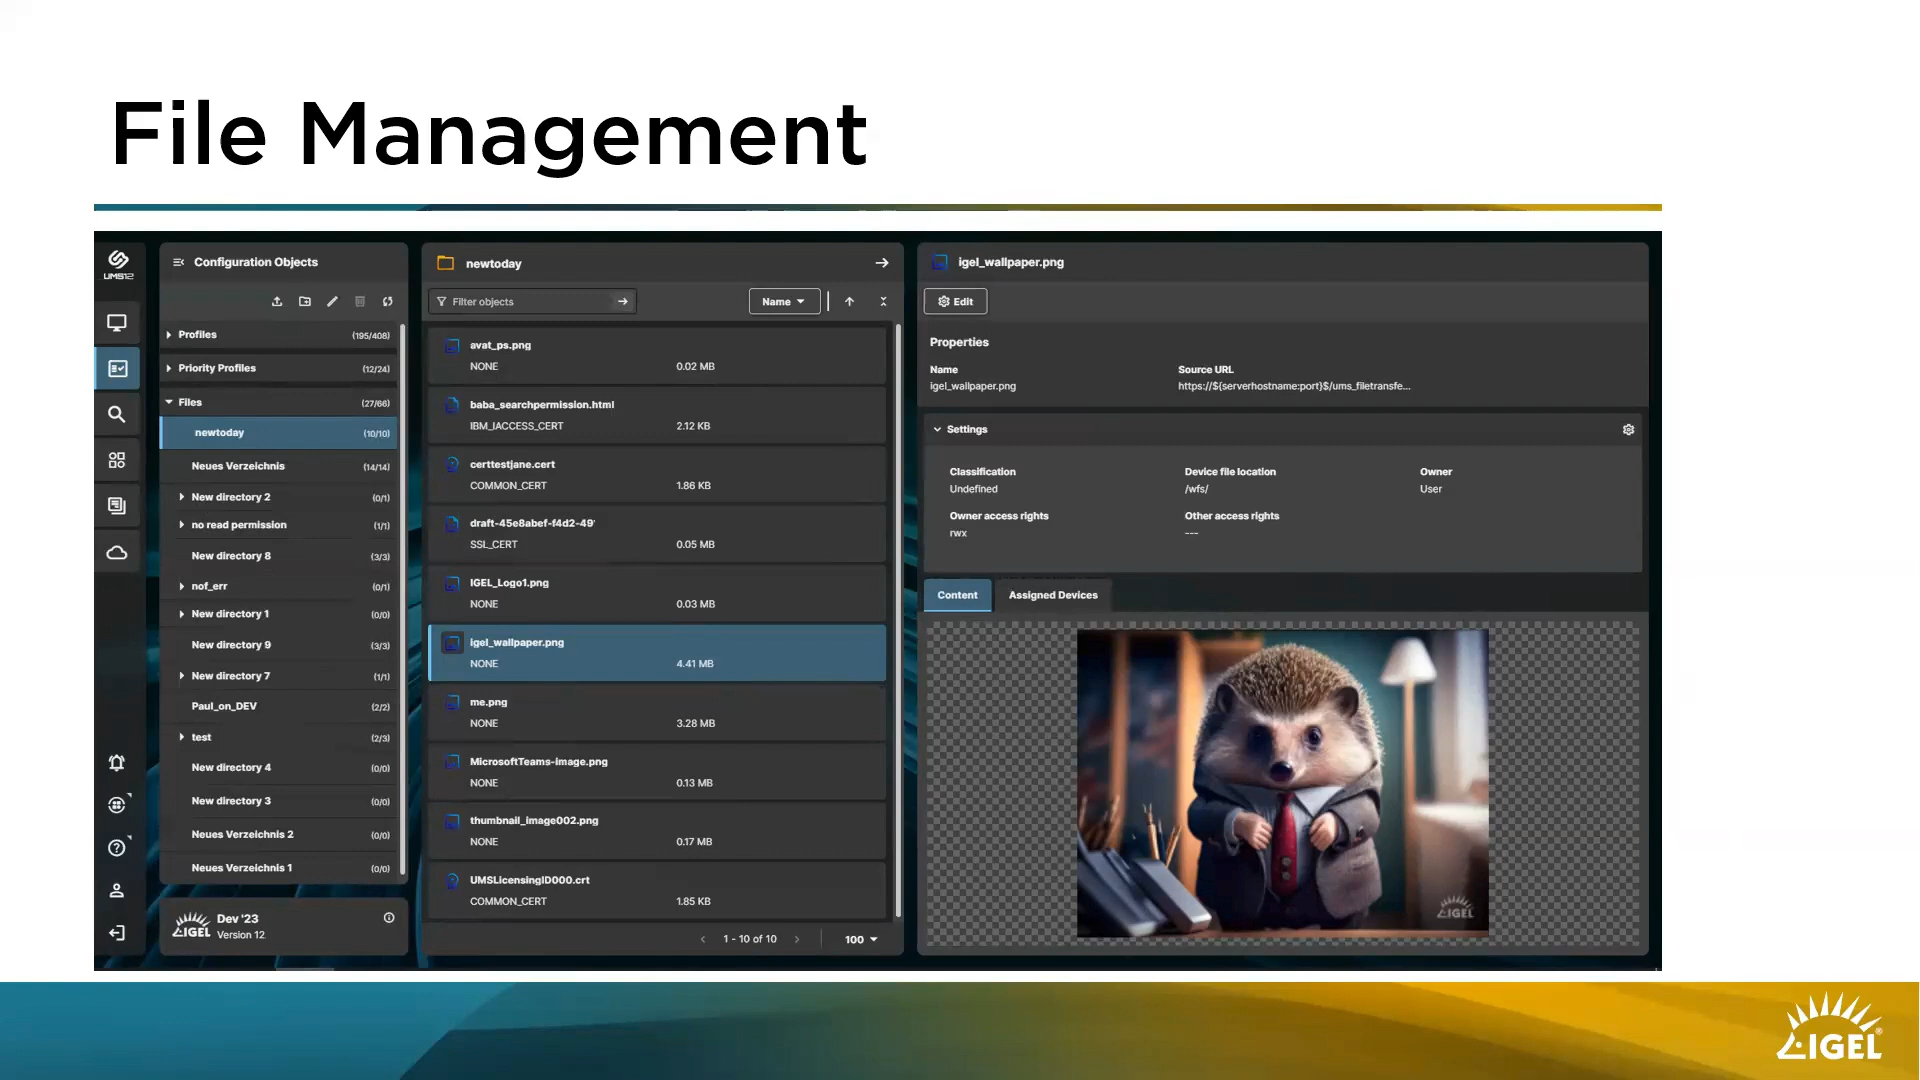 File Management
UMS12
Configuration Objects
Profiles (195/408)
Priority Profiles (12/24)
Files (27/66)
newtoday (10/10)
Neues Verzeichnis (14/14)
New directory 2 (0/1)
no read permission (1/1)
New directory 8 (3/3)
nof_err (0/1)
New directory 1 (0/0)
New directory 9 (3/3)
New directory 7 (1/1)
Paul_on_DEV (2/2)
test (2/3)
New directory 4 (0/0)
New directory 3 (0/0)
Neues Verzeichnis 2 (0/0)
Neues Verzeichnis 1 (0/0)
IGEL
Dev '23
Version 12
newtoday
Filter objects
Name
avat_ps.png
NONE 0.02 MB
baba_searchpermission.html
IBM_IACCESS_CERT 2.12 KB
certtestjane.cert
COMMON_CERT 1.86 KB
draft-45e8abef-f4d2-49'
SSL_CERT 0.05 MB
IGEL_Logo1.png
NONE 0.03 MB
igel_wallpaper.png
NONE 4.41 MB
me.png
NONE 3.28 MB
MicrosoftTeams-image.png
NONE 0.13 MB
thumbnail_image002.png
NONE 0.17 MB
UMSLicensingID000.crt
COMMON_CERT 1.85 KB
1 - 10 of 10
100
igel_wallpaper.png
Edit
Properties
Name Source URL
igel_wallpaper.png https://${serverhostname:port}$/ums_filetransfe...
Settings
Classification Device file location Owner
Undefined /wfs/ User
Owner access rights Other access rights
rwx ---
Content Assigned Devices
IGEL
IGEL®